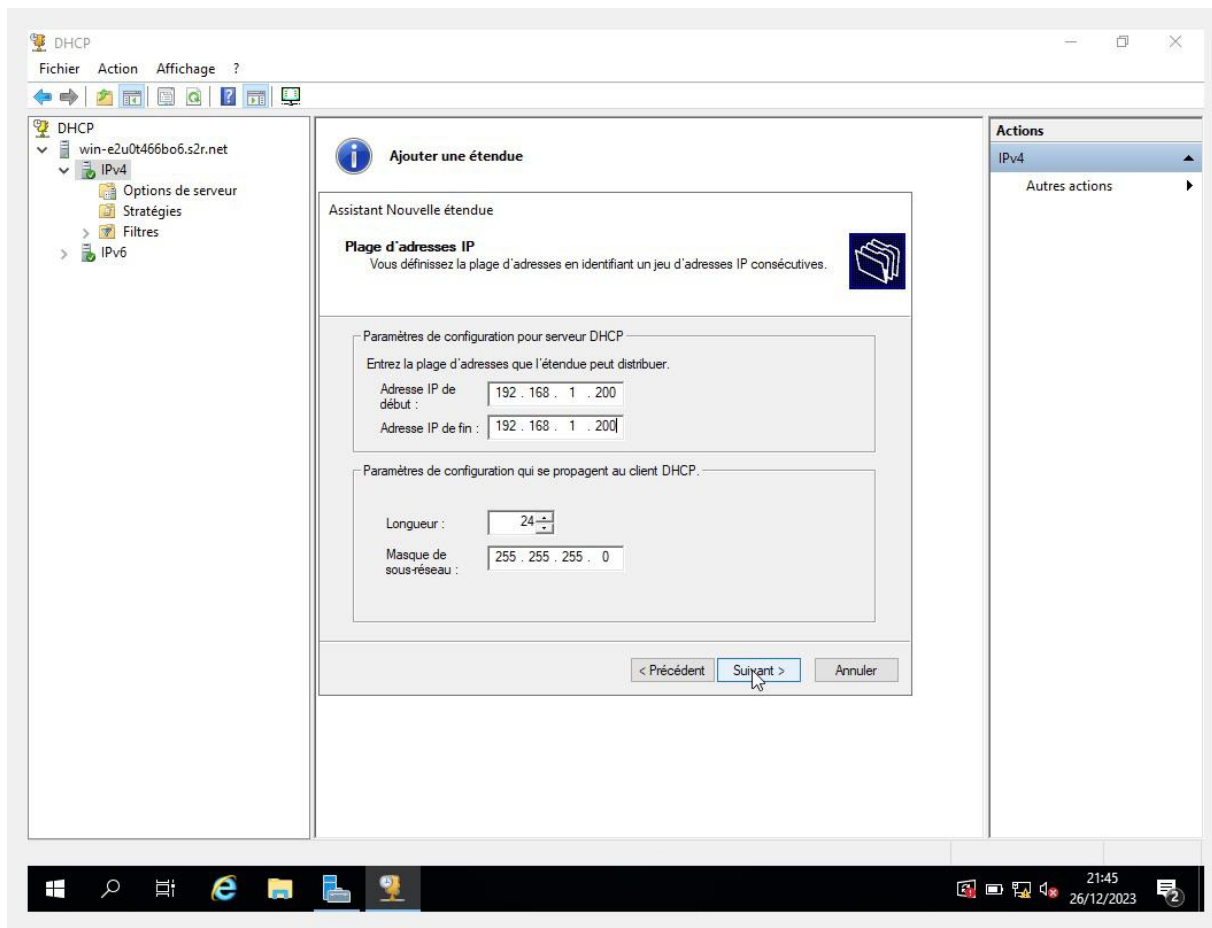 DHCP
Fichier Action Affichage ?
DHCP
win-e2u0t466bo6.s2r.net
IPv4
Options de serveur
Stratégies
Filtres
IPv6
Ajouter une étendue
Assistant Nouvelle étendue
Plage d'adresses IP
Vous définissez la plage d'adresses en identifiant un jeu d'adresses IP consécutives.
Paramètres de configuration pour serveur DHCP
Entrez la plage d'adresses que l'étendue peut distribuer.
Adresse IP de
début :
192 . 168 . 1 . 200
Adresse IP de fin :
192 . 168 . 1 . 200
Paramètres de configuration qui se propagent au client DHCP.
Longueur :
24
Masque de
sous-réseau :
255 . 255 . 255 . 0
< Précédent
Suivant >
Annuler
Actions
IPv4
Autres actions
21:45
26/12/2023
2